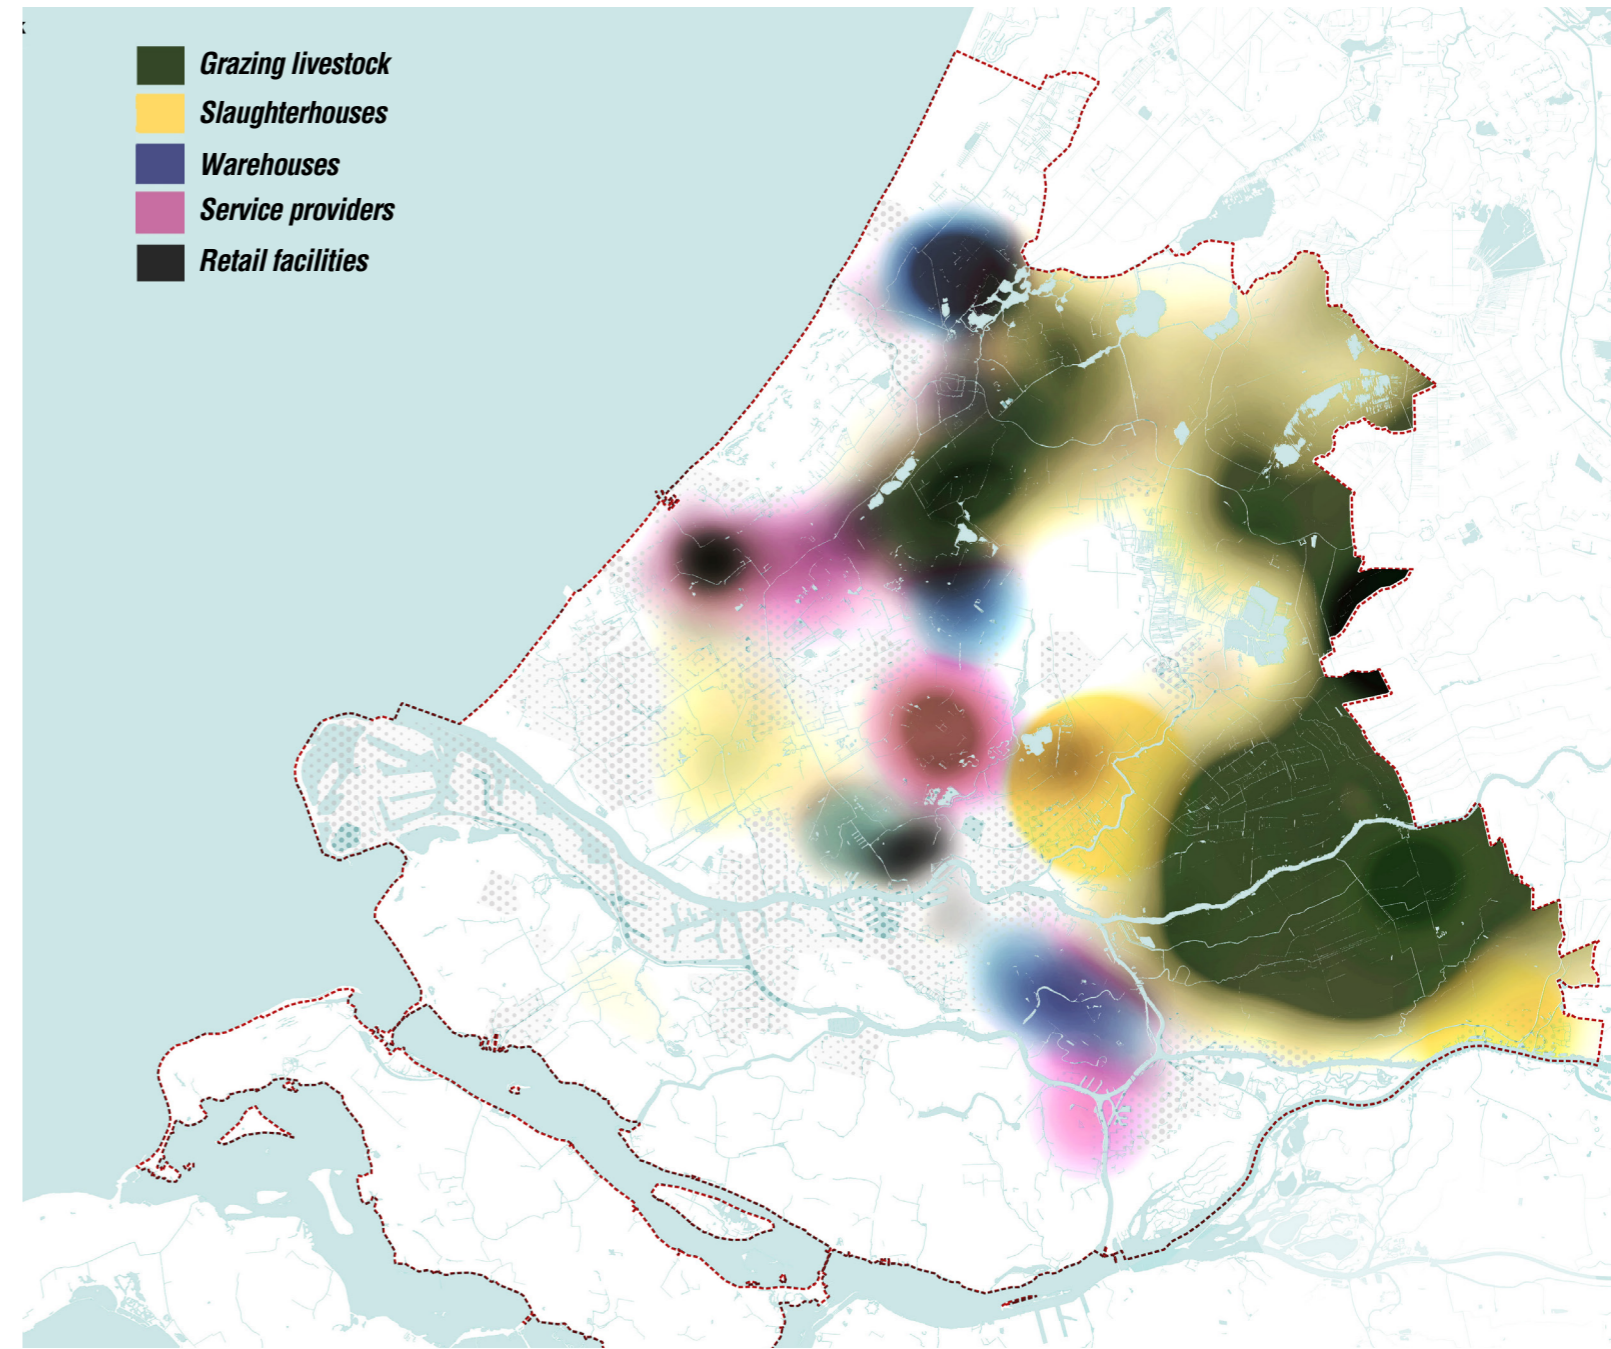 Grazing livestock
Slaughterhouses
Warehouses
Service providers
Retail facilities